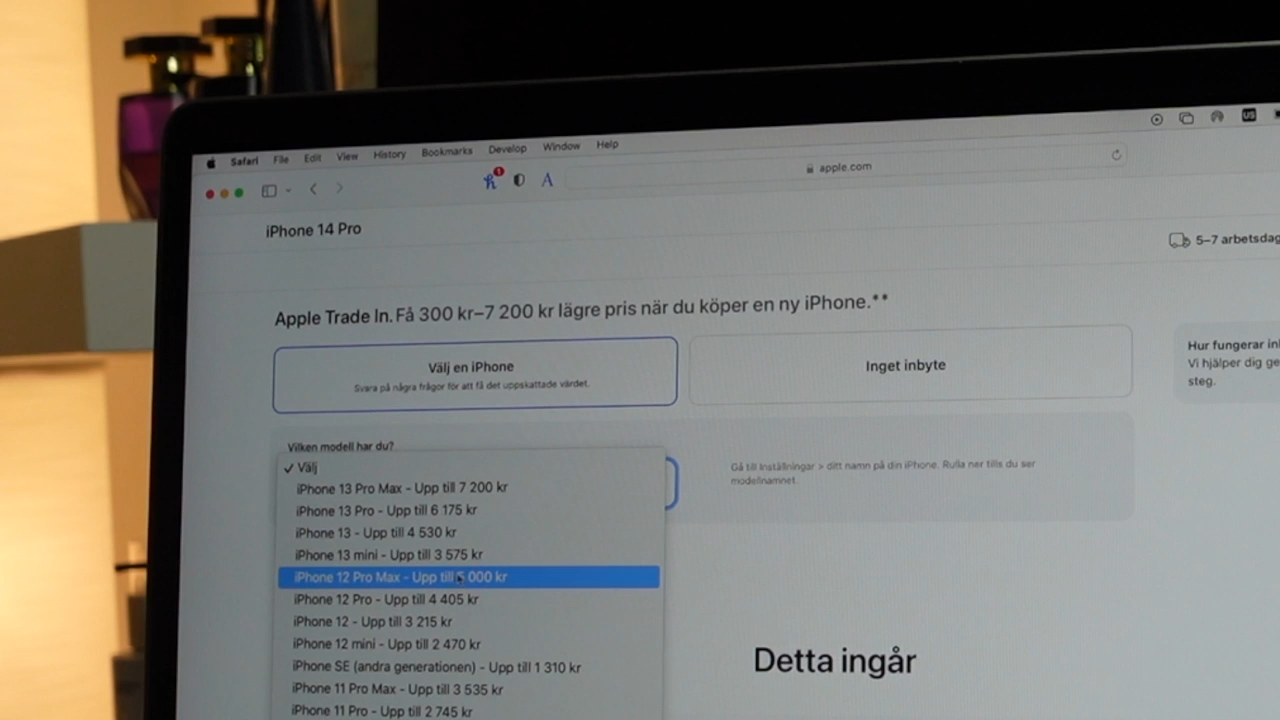 Safari File Edit View History Bookmarks Develop Window Help
US
1
A
apple.com
iPhone 14 Pro
5–7 arbetsdag
Apple Trade In. Få 300 kr–7 200 kr lägre pris när du köper en ny iPhone.**
Välj en iPhone
Svara på några frågor för att få det uppskattade värdet.
Inget inbyte
Hur fungerar in
Vi hjälper dig ge
steg.
Vilken modell har du?
✓ Välj
iPhone 13 Pro Max - Upp till 7 200 kr
iPhone 13 Pro - Upp till 6 175 kr
iPhone 13 - Upp till 4 530 kr
iPhone 13 mini - Upp till 3 575 kr
iPhone 12 Pro Max - Upp till 5 000 kr
iPhone 12 Pro - Upp till 4 405 kr
iPhone 12 - Upp till 3 215 kr
iPhone 12 mini - Upp till 2 470 kr
iPhone SE (andra generationen) - Upp till 1 310 kr
iPhone 11 Pro Max - Upp till 3 535 kr
iPhone 11 Pro - Upp till 2 745 kr
Gå till Inställningar > ditt namn på din iPhone. Rulla ner tills du ser
modellnamnet.
Detta ingår